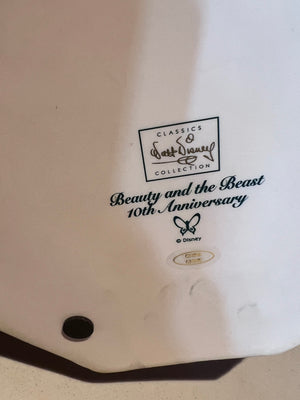 CLASSICS
Walt Disney
COLLECTION
Beauty and the Beast
10th Anniversary
© Disney